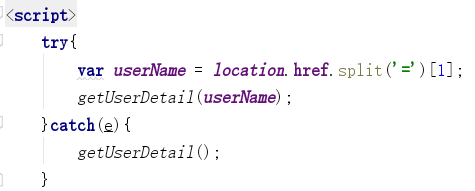 <script>
try{
var userName = location.href.split('=')[1];
getUserDetail(userName);
}catch(e){
getUserDetail();
}